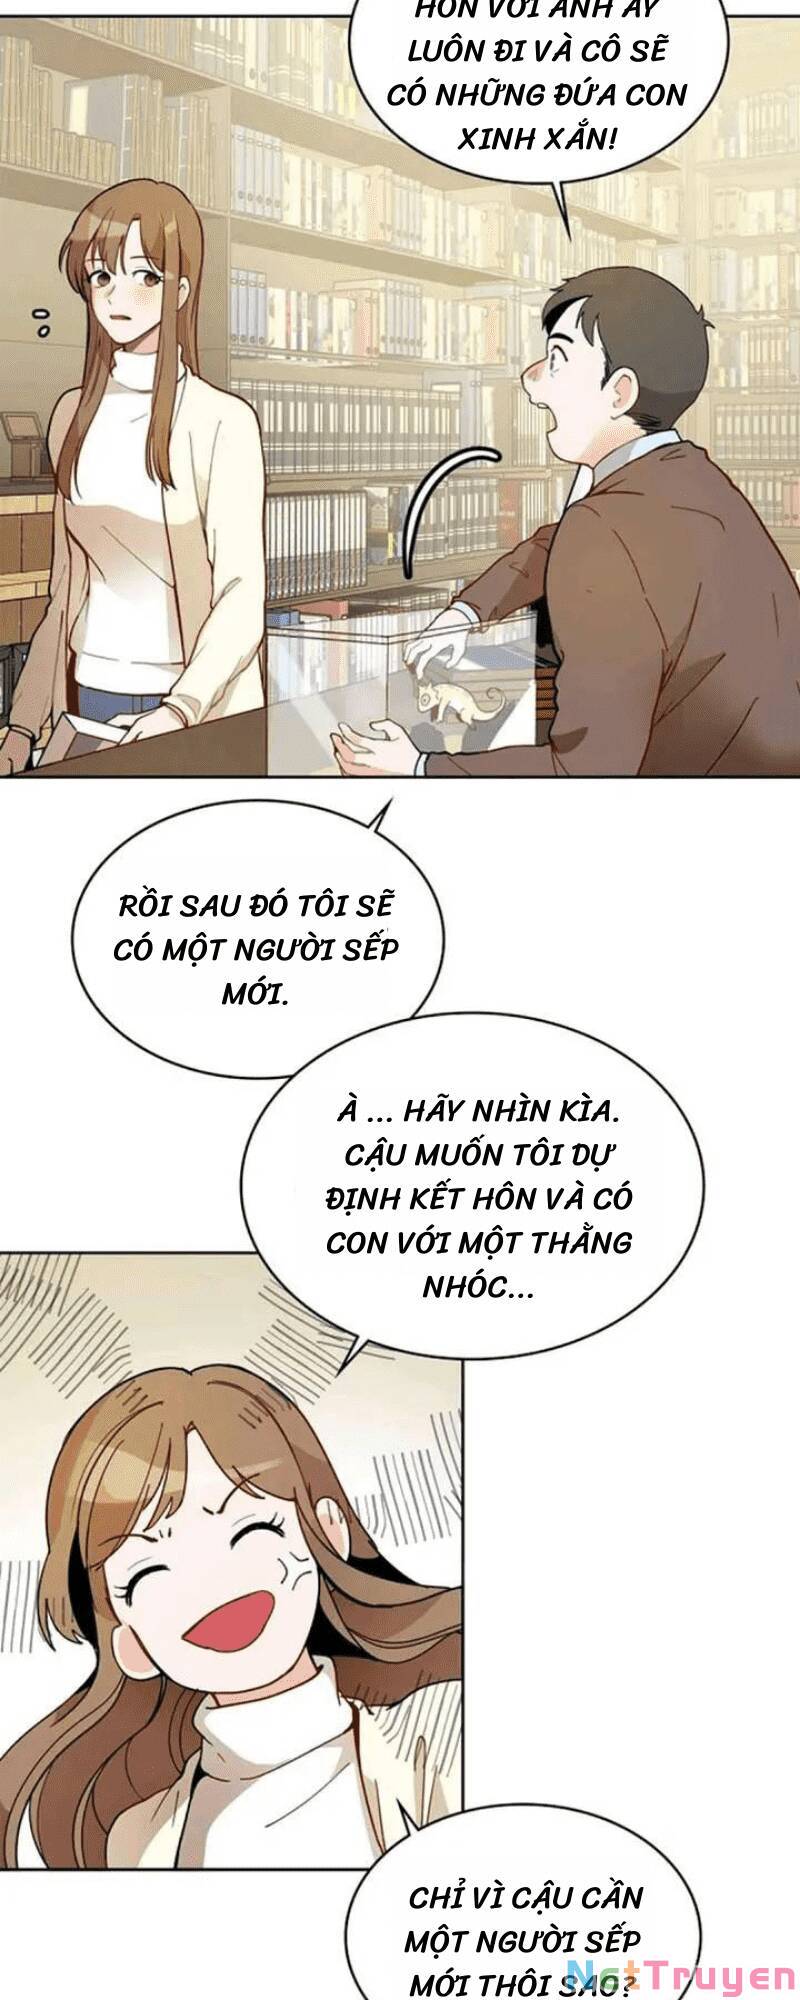 HÔN VỚI ANH ẤY
LUÔN ĐI VÀ CÔ SẼ
CÓ NHỮNG ĐỨA CON
XINH XẮN!
RỒI SAU ĐÓ TÔI SẼ
CÓ MỘT NGƯỜI SẾP
MỚI.
À ... HÃY NHÌN KÌA.
CẬU MUỐN TÔI DỰ
ĐỊNH KẾT HÔN VÀ CÓ
CON VỚI MỘT THẰNG
NHÓC...
CHỈ VÌ CẬU CẦN
MỘT NGƯỜI SẾP
MỚI THÔI SAO?
NetTruyen